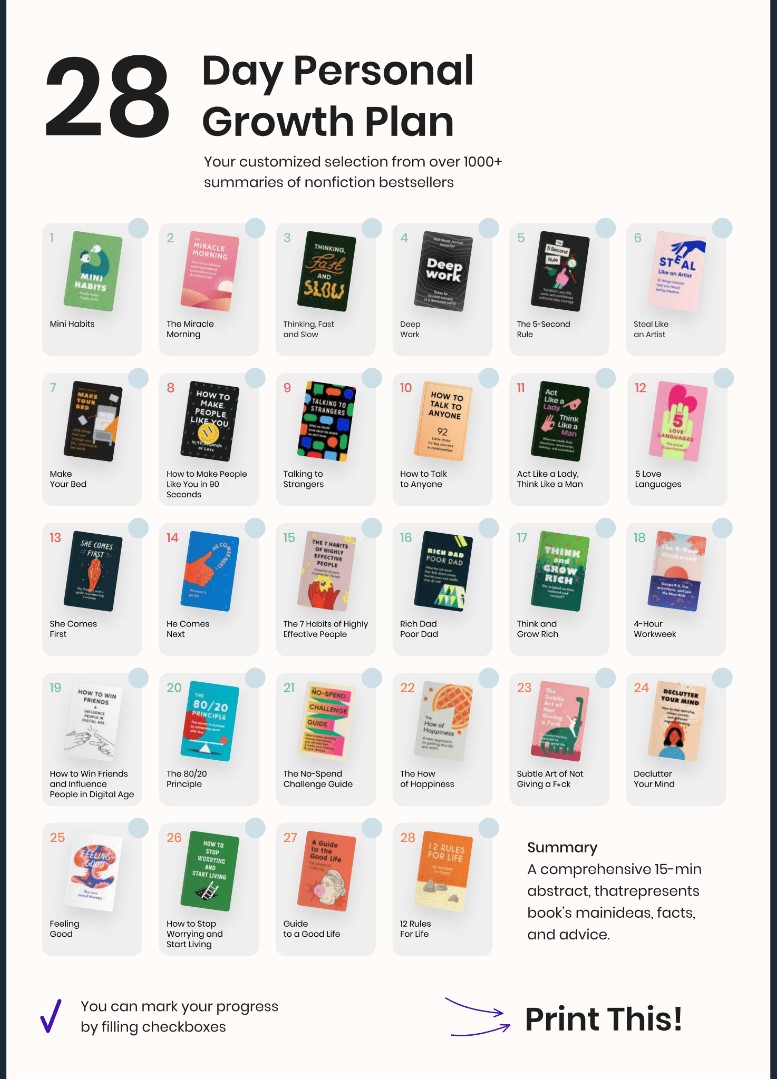 28
Day Personal
Growth Plan
Your customized selection from over 1000+
summaries of nonfiction bestsellers
1
MINI
HABITS
Mini Habits
2
The
MIRACLE
MORNING
The Miracle
Morning
3
THINKING,
Fast
AND
SLOW
Thinking, Fast
and Slow
4
Deep
work
Deep
Work
5
The
5 Second
Rule
The 5-Second
Rule
6
STEAL
Like an Artist
Steal Like
an Artist
7
MAKE
YOUR
BED
Make
Your Bed
8
HOW TO
MAKE
PEOPLE
LIKE YOU
How to Make People
Like You in 90
Seconds
9
TALKING TO
STRANGERS
Talking to
Strangers
10
HOW TO
TALK TO
ANYONE
92
How to Talk
to Anyone
11
Act
Like a
Lady
Think
Like a
Man
Act Like a Lady,
Think Like a Man
12
5
LOVE
LANGUAGES
5 Love
Languages
13
SHE COMES
FIRST
She Comes
First
14
HE COMES
NEXT
He Comes
Next
15
THE 7 HABITS
OF HIGHLY
EFFECTIVE
PEOPLE
The 7 Habits of Highly
Effective People
16
RICH DAD
POOR DAD
Rich Dad
Poor Dad
17
THINK
and
GROW
RICH
Think and
Grow Rich
18
The 4-Hour
Workweek
4-Hour
Workweek
19
HOW TO WIN
FRIENDS
&
INFLUENCE
PEOPLE IN
DIGITAL AGE
How to Win Friends
and Influence
People in Digital Age
20
THE
80/20
PRINCIPLE
The 80/20
Principle
21
NO-SPEND
CHALLENGE
GUIDE
The No-Spend
Challenge Guide
22
The
How of
Happiness
The How
of Happiness
23
The
Subtle
Art of
Not
Giving
a F*ck
Subtle Art of Not
Giving a F*ck
24
DECLUTTER
YOUR MIND
Declutter
Your Mind
25
FEELING
GOOD
Feeling
Good
26
HOW TO
STOP
WORRYING
AND
START LIVING
How to Stop
Worrying and
Start Living
27
A Guide
to the
Good Life
Guide
to a Good Life
28
12 RULES
FOR LIFE
12 Rules
For Life
Summary
A comprehensive 15-min
abstract, thatrepresents
book's mainideas, facts,
and advice.
You can mark your progress
by filling checkboxes
Print This!